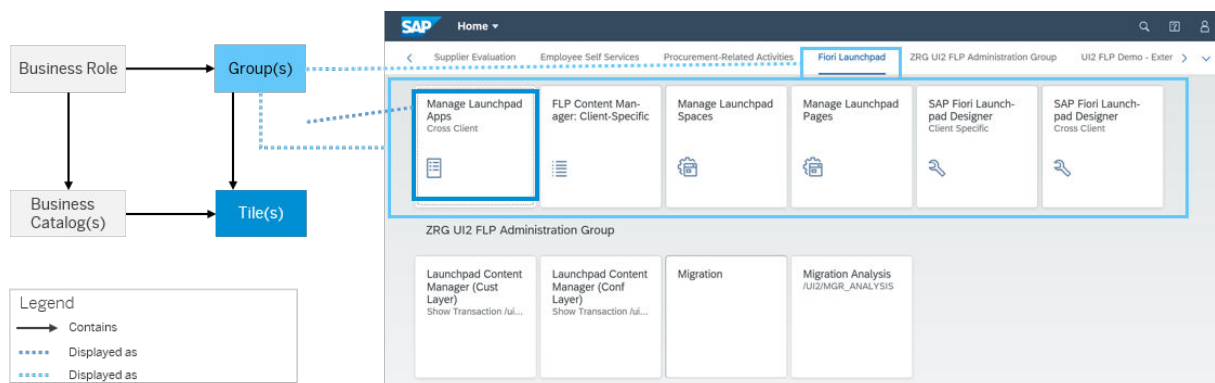 SAP Home
Supplier Evaluation Employee Self Services Procurement-Related Activities Fiori Launchpad ZRG UI2 FLP Administration Group UI2 FLP Demo - Exter
Business Role
Group(s)
Business
Catalog(s)
Tile(s)
Legend
Contains
Displayed as
Displayed as
Manage Launchpad
Apps
Cross Client
FLP Content Man-
ager: Client-Specific
Manage Launchpad
Spaces
Manage Launchpad
Pages
SAP Fiori Launch-
pad Designer
Client Specific
SAP Fiori Launch-
pad Designer
Cross Client
ZRG UI2 FLP Administration Group
Launchpad Content
Manager (Cust
Layer)
Show Transaction /ui...
Launchpad Content
Manager (Conf
Layer)
Show Transaction /ui...
Migration
Migration Analysis
/UI2/MGR_ANALYSIS